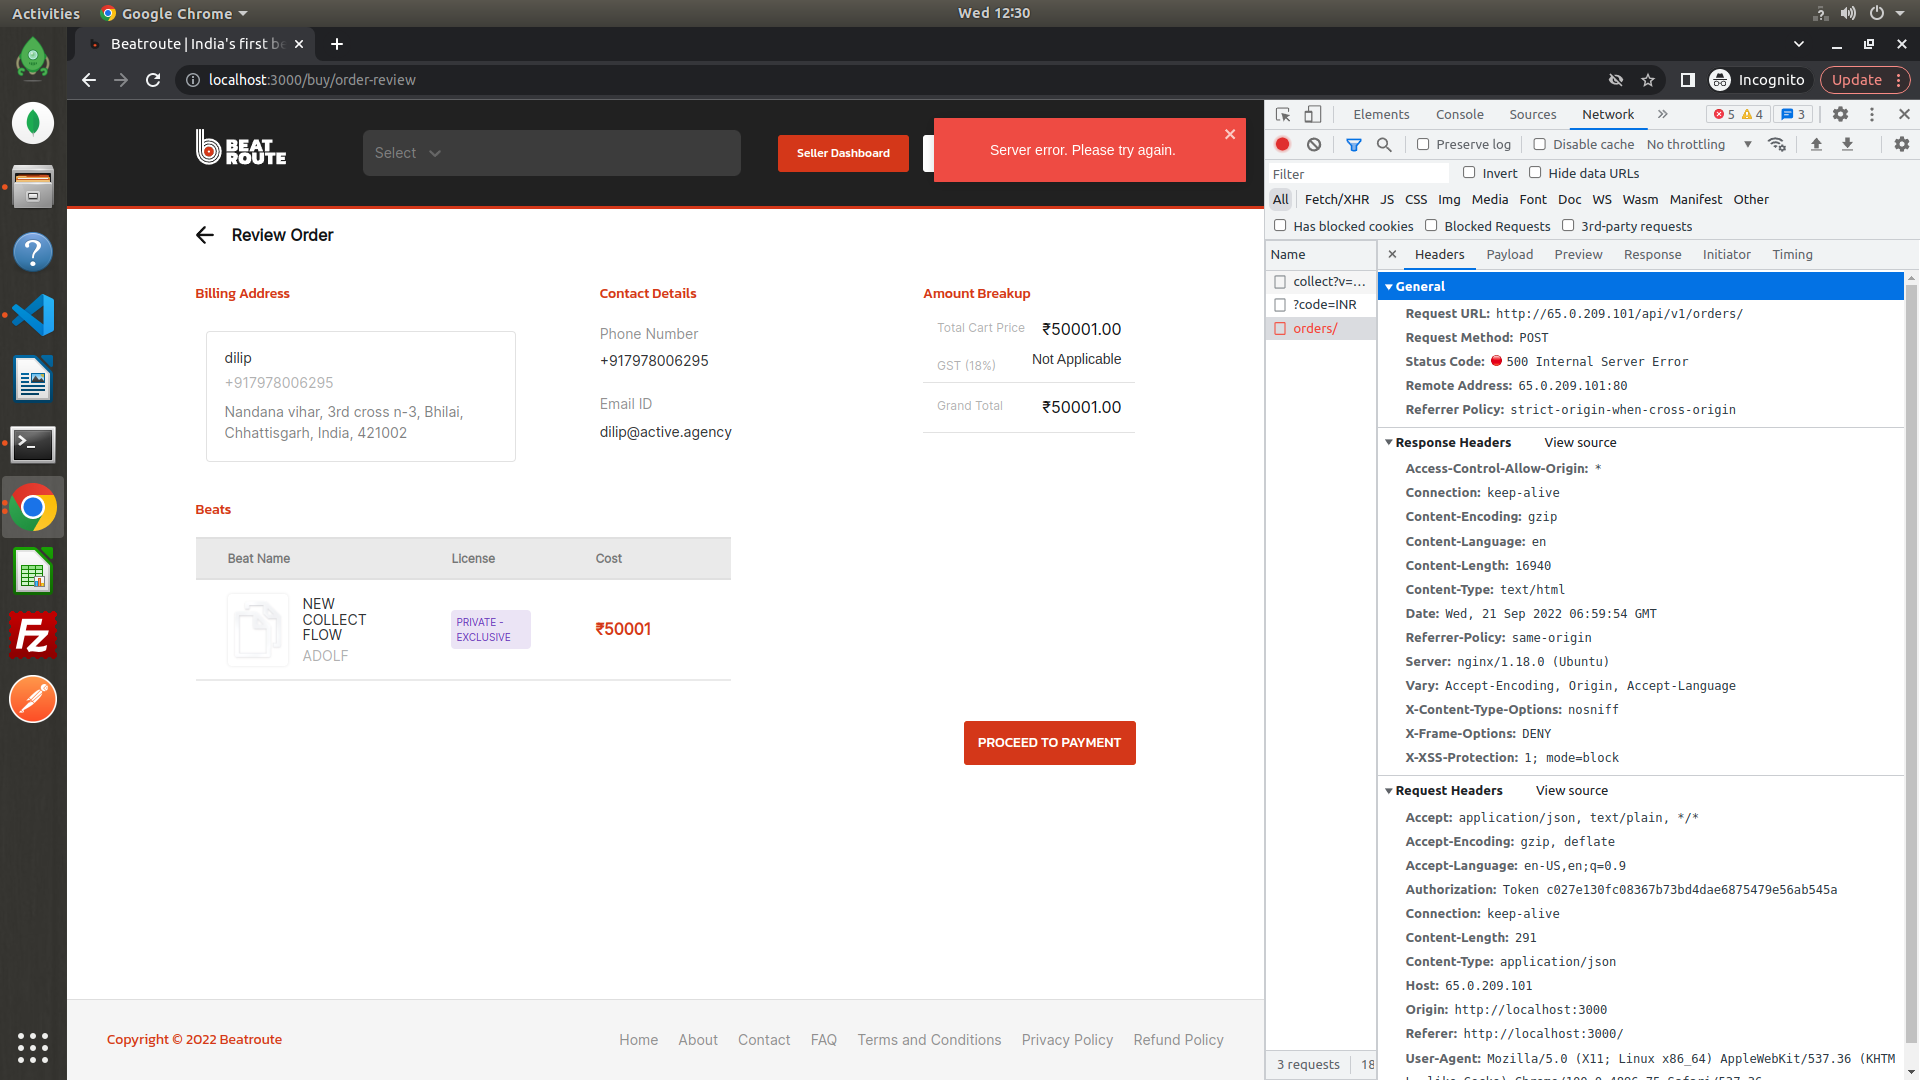 Activities
Google Chrome
Wed 12:30
Beatroute | India's first be
localhost:3000/buy/order-review
Incognito
Update
BEAT
ROUTE
Select
Seller Dashboard
Server error. Please try again.
Review Order
Billing Address
dilip
+917978006295
Nandana vihar, 3rd cross n-3, Bhilai,
Chhattisgarh, India, 421002
Contact Details
Phone Number
+917978006295
Email ID
dilip@active.agency
Amount Breakup
Total Cart Price ₹50001.00
GST (18%) Not Applicable
Grand Total ₹50001.00
Beats
Beat Name License Cost
NEW
COLLECT
FLOW
ADOLF
PRIVATE -
EXCLUSIVE
₹50001
PROCEED TO PAYMENT
Copyright © 2022 Beatroute
Home About Contact FAQ Terms and Conditions Privacy Policy Refund Policy
Elements Console Sources Network 5 4 3
Preserve log Disable cache No throttling
Filter Invert Hide data URLs
All Fetch/XHR JS CSS Img Media Font Doc WS Wasm Manifest Other
Has blocked cookies Blocked Requests 3rd-party requests
Name
collect?v=...
?code=INR
orders/
3 requests 18
Headers Payload Preview Response Initiator Timing
General
Request URL: http://65.0.209.101/api/v1/orders/
Request Method: POST
Status Code: 500 Internal Server Error
Remote Address: 65.0.209.101:80
Referrer Policy: strict-origin-when-cross-origin
Response Headers View source
Access-Control-Allow-Origin: *
Connection: keep-alive
Content-Encoding: gzip
Content-Language: en
Content-Length: 16940
Content-Type: text/html
Date: Wed, 21 Sep 2022 06:59:54 GMT
Referrer-Policy: same-origin
Server: nginx/1.18.0 (Ubuntu)
Vary: Accept-Encoding, Origin, Accept-Language
X-Content-Type-Options: nosniff
X-Frame-Options: DENY
X-XSS-Protection: 1; mode=block
Request Headers View source
Accept: application/json, text/plain, */*
Accept-Encoding: gzip, deflate
Accept-Language: en-US,en;q=0.9
Authorization: Token c027e130fc08367b73bd4dae6875479e56ab545a
Connection: keep-alive
Content-Length: 291
Content-Type: application/json
Host: 65.0.209.101
Origin: http://localhost:3000
Referer: http://localhost:3000/
User-Agent: Mozilla/5.0 (X11; Linux x86_64) AppleWebKit/537.36 (KHTM